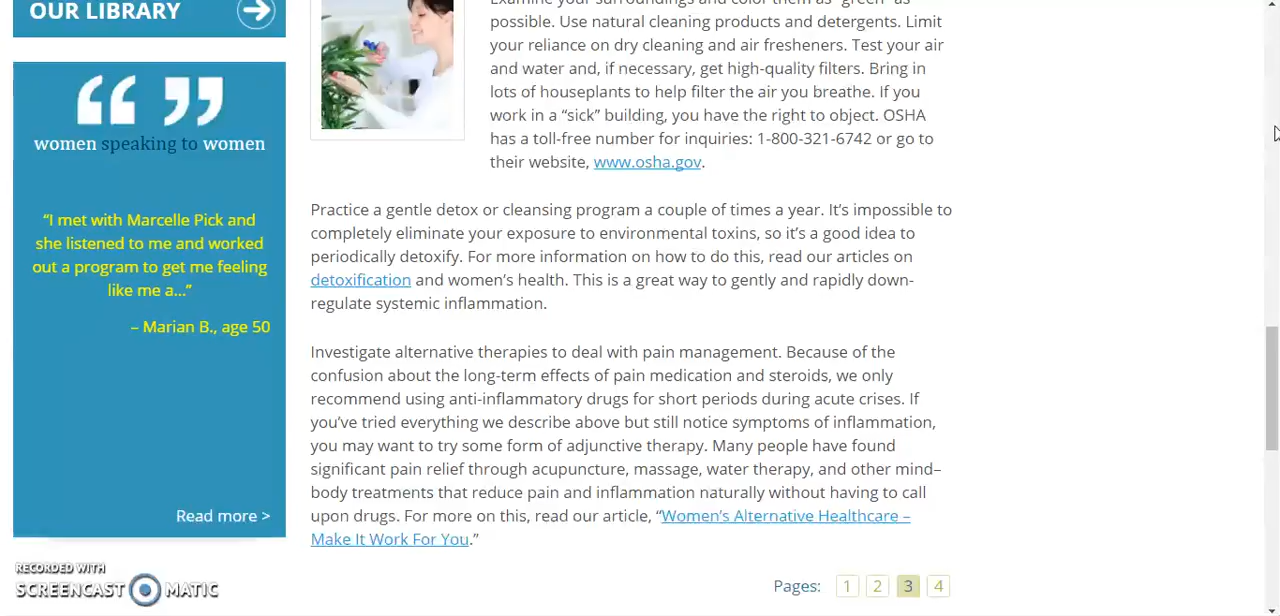 OUR LIBRARY
women speaking to women
“I met with Marcelle Pick and
she listened to me and worked
out a program to get me feeling
like me a...”
– Marian B., age 50
Read more >
Examine your surroundings and color them as “green” as
possible. Use natural cleaning products and detergents. Limit
your reliance on dry cleaning and air fresheners. Test your air
and water and, if necessary, get high-quality filters. Bring in
lots of houseplants to help filter the air you breathe. If you
work in a “sick” building, you have the right to object. OSHA
has a toll-free number for inquiries: 1-800-321-6742 or go to
their website, www.osha.gov.
Practice a gentle detox or cleansing program a couple of times a year. It’s impossible to
completely eliminate your exposure to environmental toxins, so it’s a good idea to
periodically detoxify. For more information on how to do this, read our articles on
detoxification and women’s health. This is a great way to gently and rapidly down-
regulate systemic inflammation.
Investigate alternative therapies to deal with pain management. Because of the
confusion about the long-term effects of pain medication and steroids, we only
recommend using anti-inflammatory drugs for short periods during acute crises. If
you’ve tried everything we describe above but still notice symptoms of inflammation,
you may want to try some form of adjunctive therapy. Many people have found
significant pain relief through acupuncture, massage, water therapy, and other mind–
body treatments that reduce pain and inflammation naturally without having to call
upon drugs. For more on this, read our article, “Women’s Alternative Healthcare –
Make It Work For You.”
Pages: 1 2 3 4
RECORDED WITH
SCREENCAST MATIC